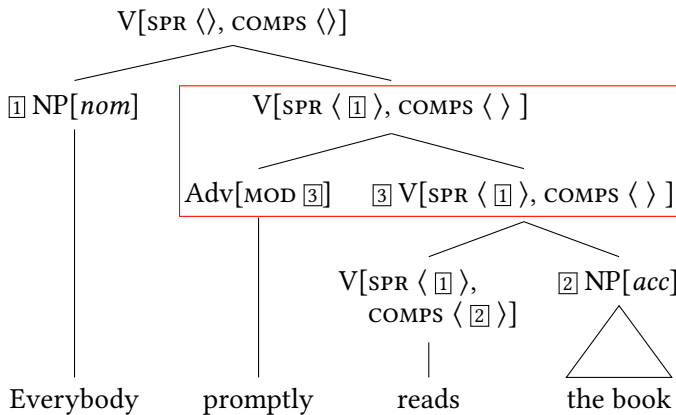 V[SPR ⟨⟩, COMPS ⟨⟩]
1 NP[nom] V[SPR ⟨ 1 ⟩, COMPS ⟨ ⟩ ]
Adv[MOD 3] 3 V[SPR ⟨ 1 ⟩, COMPS ⟨ ⟩ ]
V[SPR ⟨ 1 ⟩, 2 NP[acc]
COMPS ⟨ 2 ⟩]
Everybody promptly reads the book